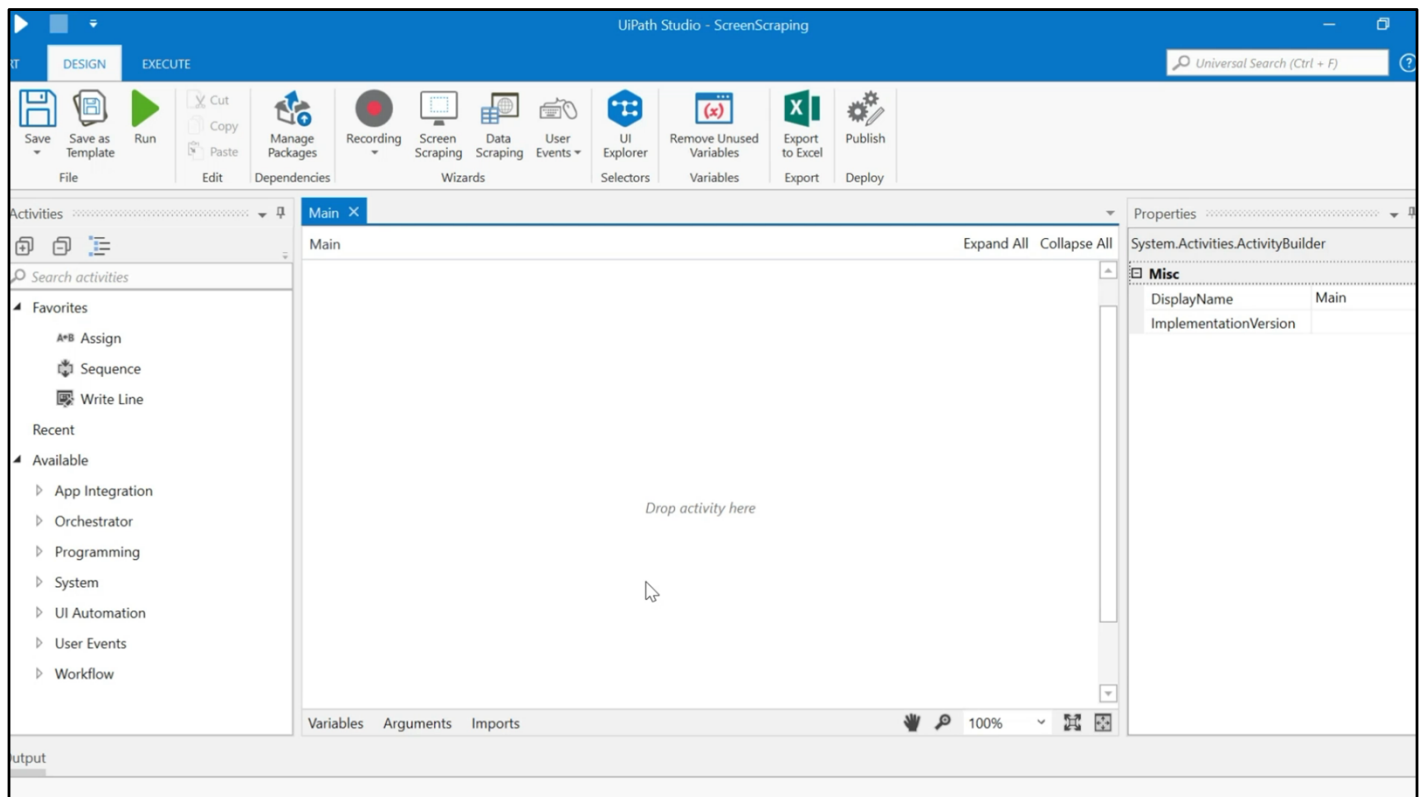 UiPath Studio - ScreenScraping
DESIGN EXECUTE
Universal Search (Ctrl + F)
Save
Save as Template
Run
File
Cut
Copy
Paste
Edit
Manage Packages
Dependencies
Recording
Screen Scraping
Data Scraping
User Events
Wizards
UI Explorer
Selectors
Remove Unused Variables
Variables
Export to Excel
Export
Publish
Deploy
Activities
Search activities
Favorites
A+B Assign
Sequence
Write Line
Recent
Available
App Integration
Orchestrator
Programming
System
UI Automation
User Events
Workflow
Main
Main Expand All Collapse All
Drop activity here
Variables Arguments Imports 100%
Properties
System.Activities.ActivityBuilder
Misc
DisplayName Main
ImplementationVersion
utput